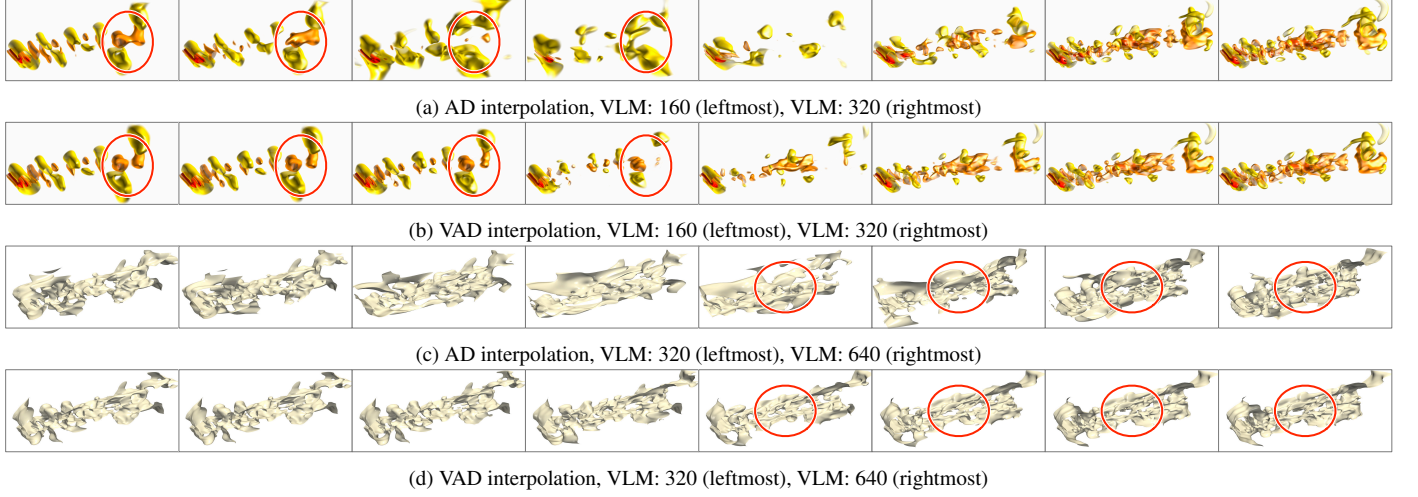 (a) AD interpolation, VLM: 160 (leftmost), VLM: 320 (rightmost)
(b) VAD interpolation, VLM: 160 (leftmost), VLM: 320 (rightmost)
(c) AD interpolation, VLM: 320 (leftmost), VLM: 640 (rightmost)
(d) VAD interpolation, VLM: 320 (leftmost), VLM: 640 (rightmost)